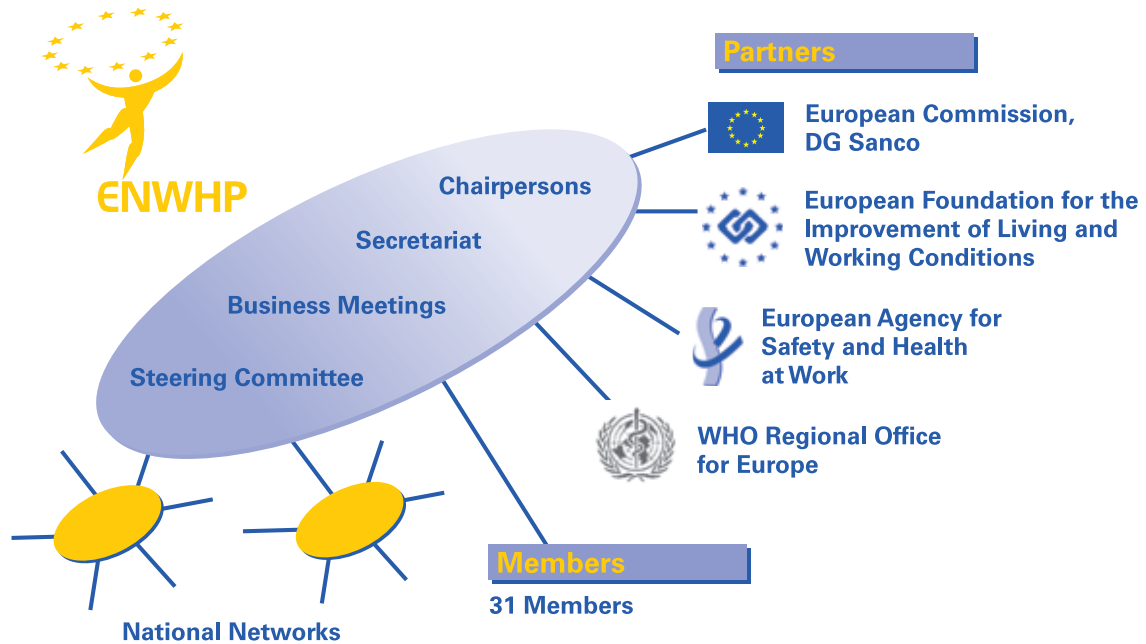 ENWHP
Partners
European Commission,
DG Sanco
European Foundation for the
Improvement of Living and
Working Conditions
European Agency for
Safety and Health
at Work
WHO Regional Office
for Europe
Chairpersons
Secretariat
Business Meetings
Steering Committee
Members
31 Members
National Networks